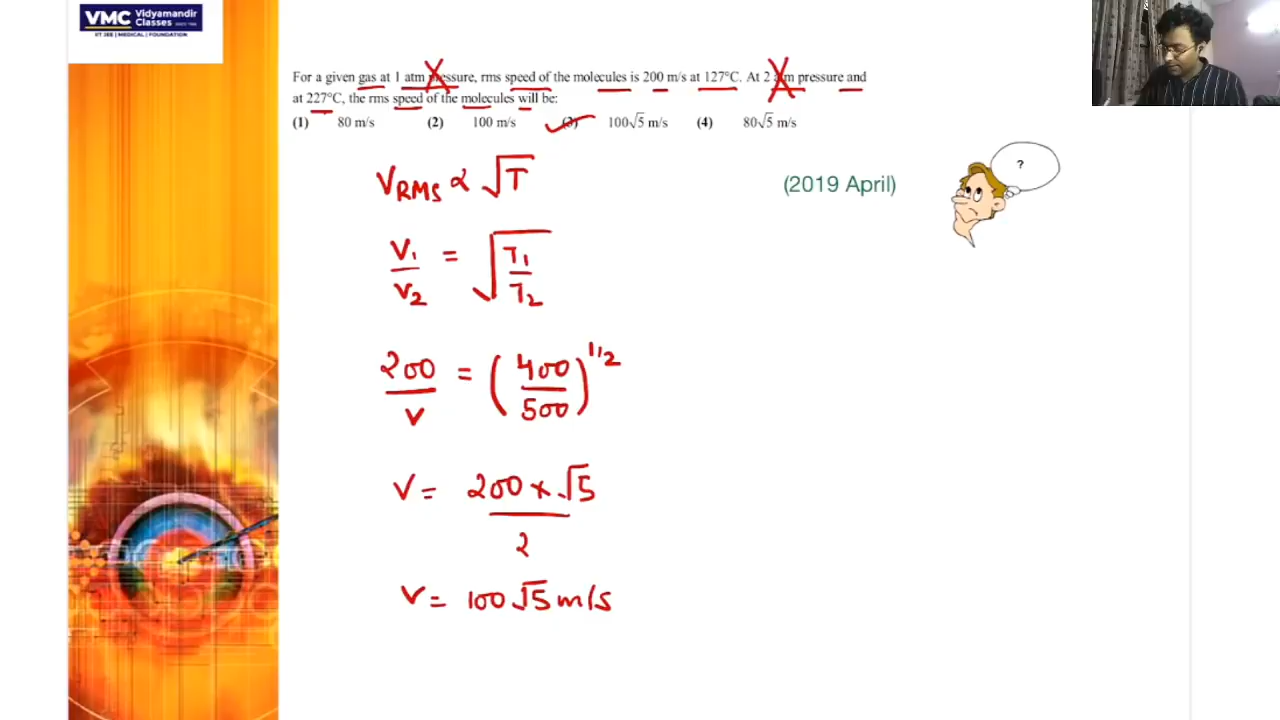 VMC Vidyamandir Classes SINCE 1986
IIT JEE | MEDICAL | FOUNDATION
For a given gas at 1 atm pressure, rms speed of the molecules is 200 m/s at 127°C. At 2 atm pressure and
at 227°C, the rms speed of the molecules will be:
(1) 80 m/s (2) 100 m/s (3) 100√5 m/s (4) 80√5 m/s
V_RMS ∝ √T
(2019 April)
?
V₁/V₂ = √(T₁/T₂)
200/V = (400/500)^1/2
V = 200 × √5 / 2
V = 100√5 m/s